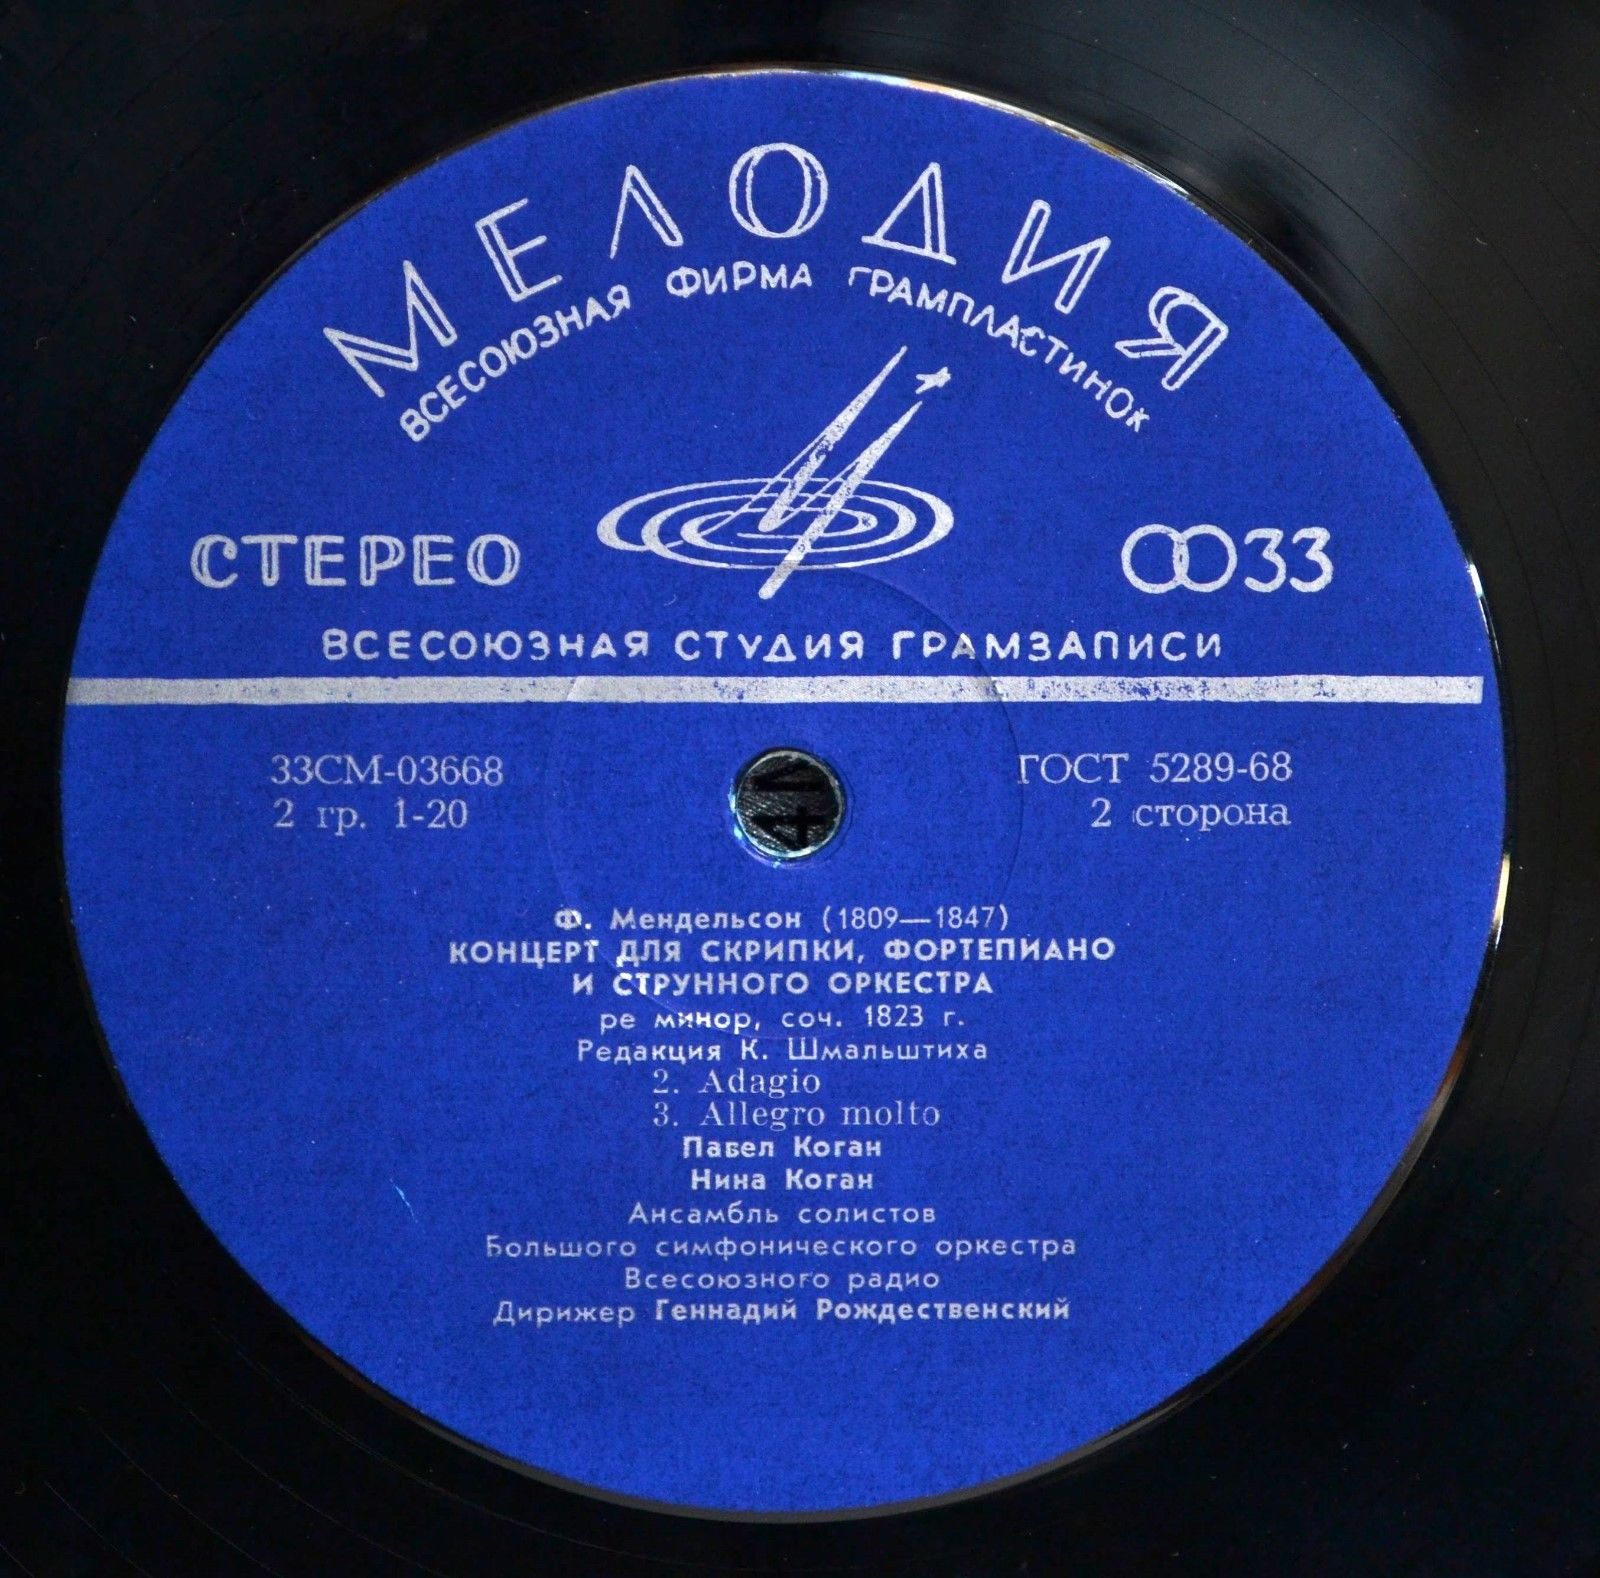 МЕЛОДИЯ
ВСЕСОЮЗНАЯ ФИРМА ГРАМПЛАСТИНОК
СТЕРЕО
33
ВСЕСОЮЗНАЯ СТУДИЯ ГРАМЗАПИСИ
33СМ-03668
ГОСТ 5289-68
2 гр. 1-20
2 сторона
Ф. Мендельсон (1809—1847)
КОНЦЕРТ ДЛЯ СКРИПКИ, ФОРТЕПИАНО
И СТРУННОГО ОРКЕСТРА
ре минор, соч. 1823 г.
Редакция К. Шмальштиха
2. Adagio
3. Allegro molto
Павел Коган
Нина Коган
Ансамбль солистов
Большого симфонического оркестра
Всесоюзного радио
Дирижер Геннадий Рождественский